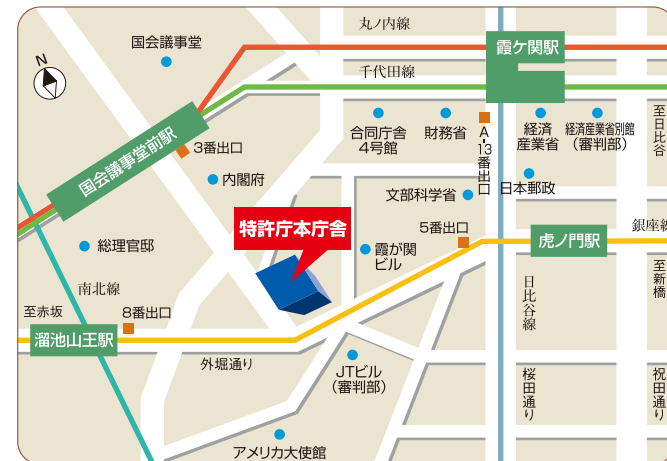 丸ノ内線
国会議事堂
霞ケ関駅
N
千代田線
至日比谷
合同庁舎
4号館
財務省
A
13
番
出
口
経済
産業省
経済産業省別館
（審判部）
国会議事堂前駅
3番出口
内閣府
日本郵政
文部科学省
特許庁本庁舎
5番出口
銀座線
虎ノ門駅
総理官邸
霞が関
ビル
至新橋
南北線
日比谷線
至赤坂
8番出口
溜池山王駅
外堀通り
JTビル
（審判部）
桜田通り
祝田通り
アメリカ大使館